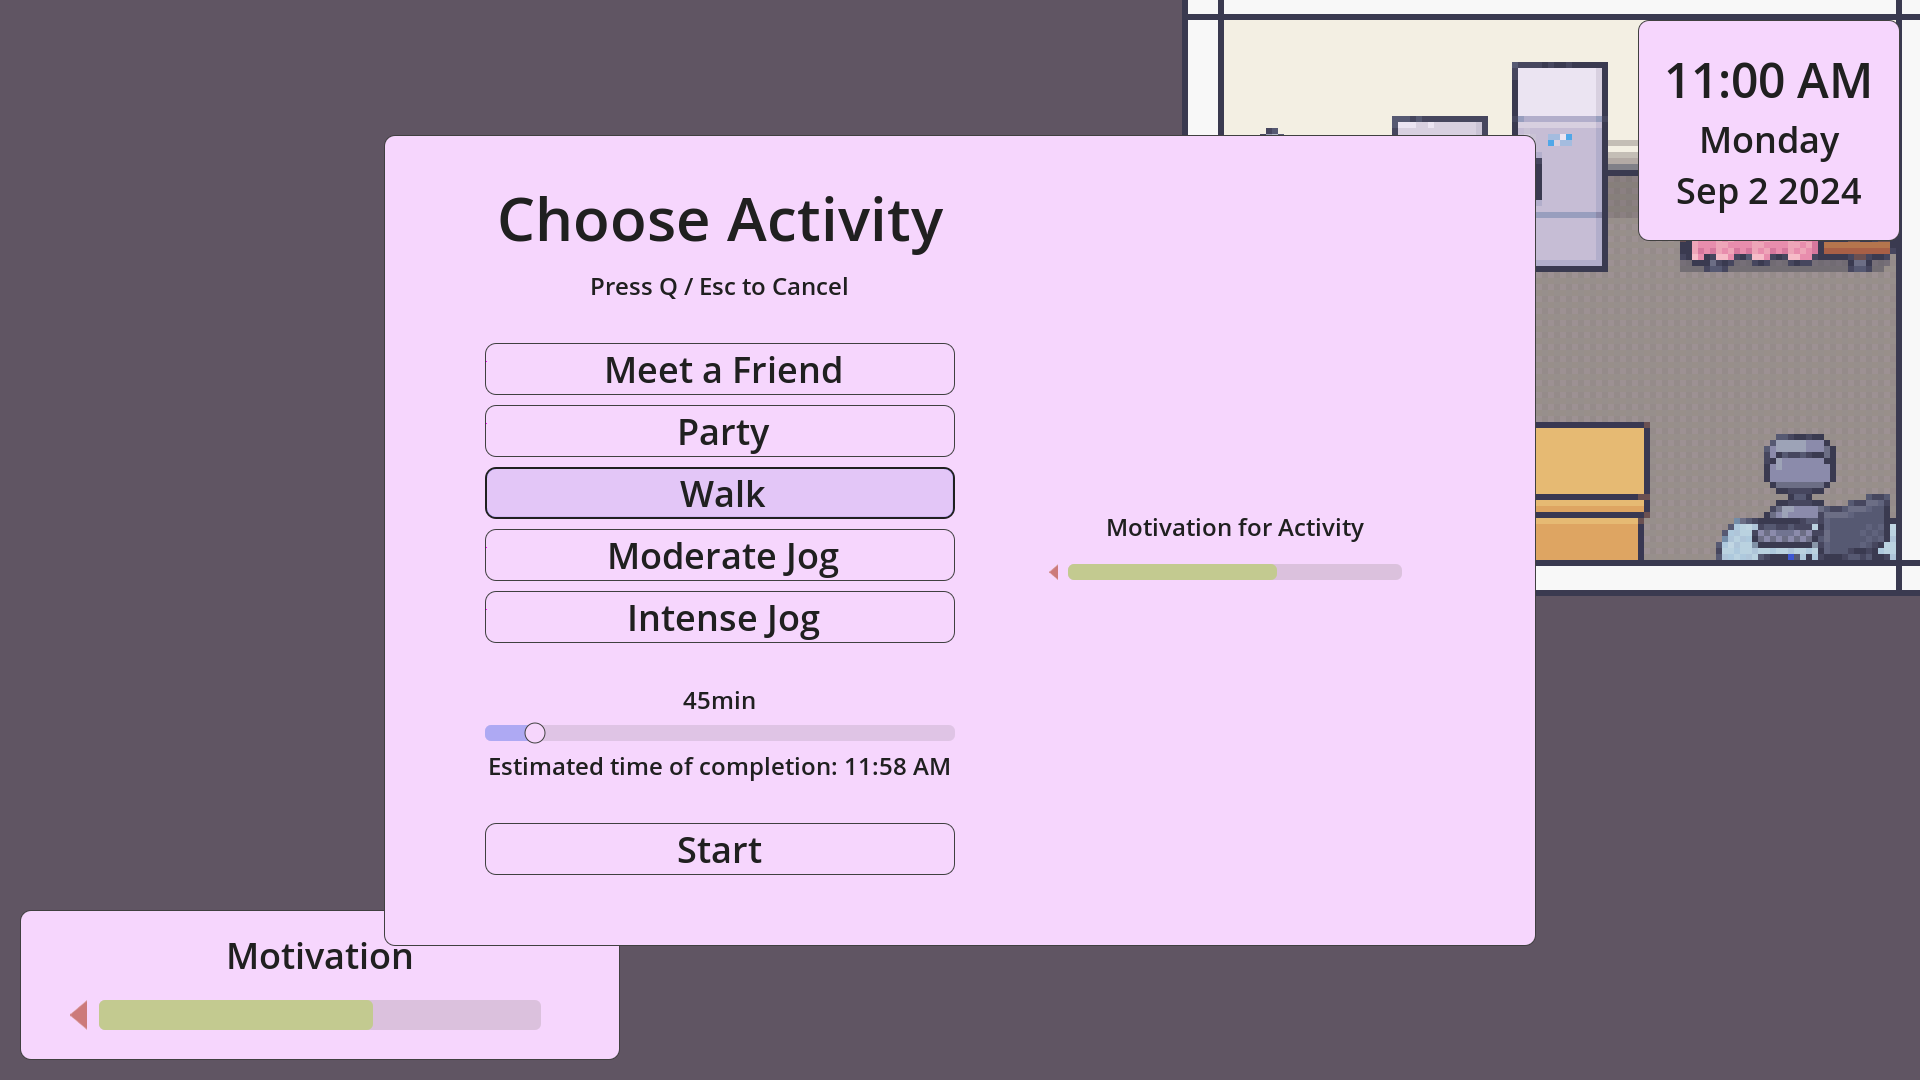 11:00 AM
Monday
Sep 2 2024
Choose Activity
Press Q / Esc to Cancel
Meet a Friend
Party
Walk
Moderate Jog
Intense Jog
45min
Estimated time of completion: 11:58 AM
Start
Motivation for Activity
Motivation